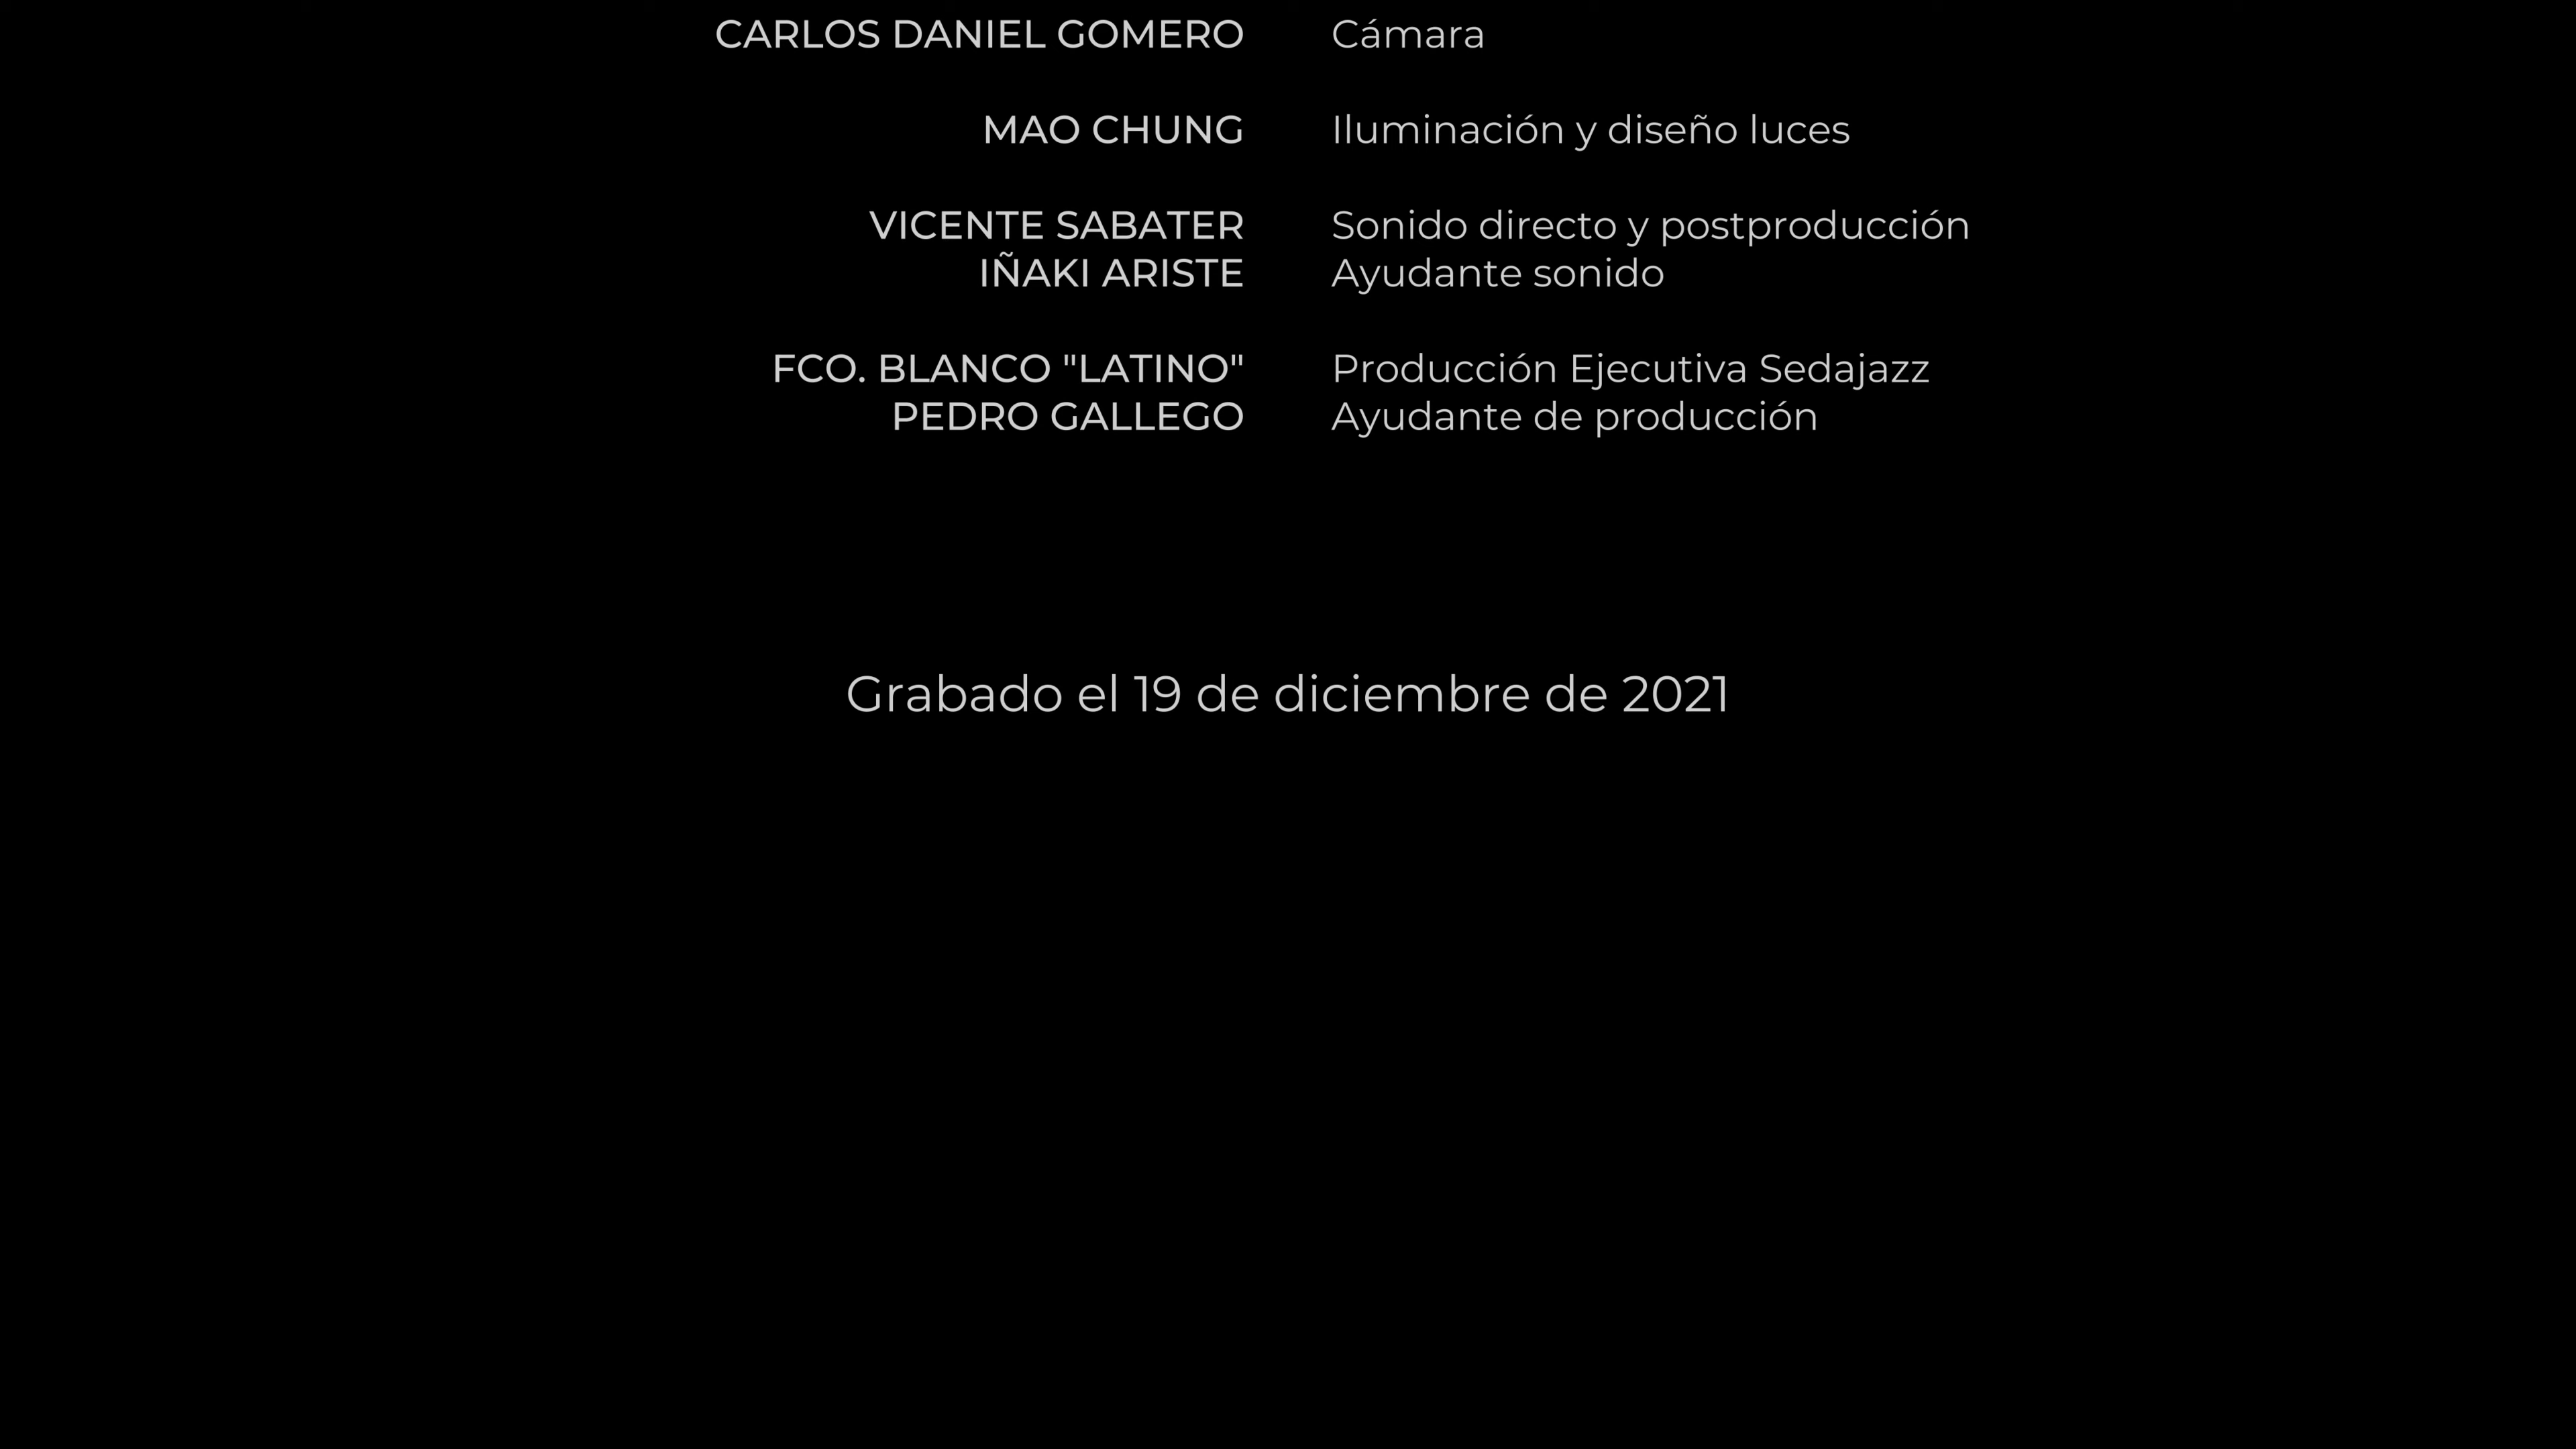 CARLOS DANIEL GOMERO Cámara
MAO CHUNG Iluminación y diseño luces
VICENTE SABATER Sonido directo y postproducción
IÑAKI ARISTE Ayudante sonido
FCO. BLANCO "LATINO" Producción Ejecutiva Sedajazz
PEDRO GALLEGO Ayudante de producción
Grabado el 19 de diciembre de 2021